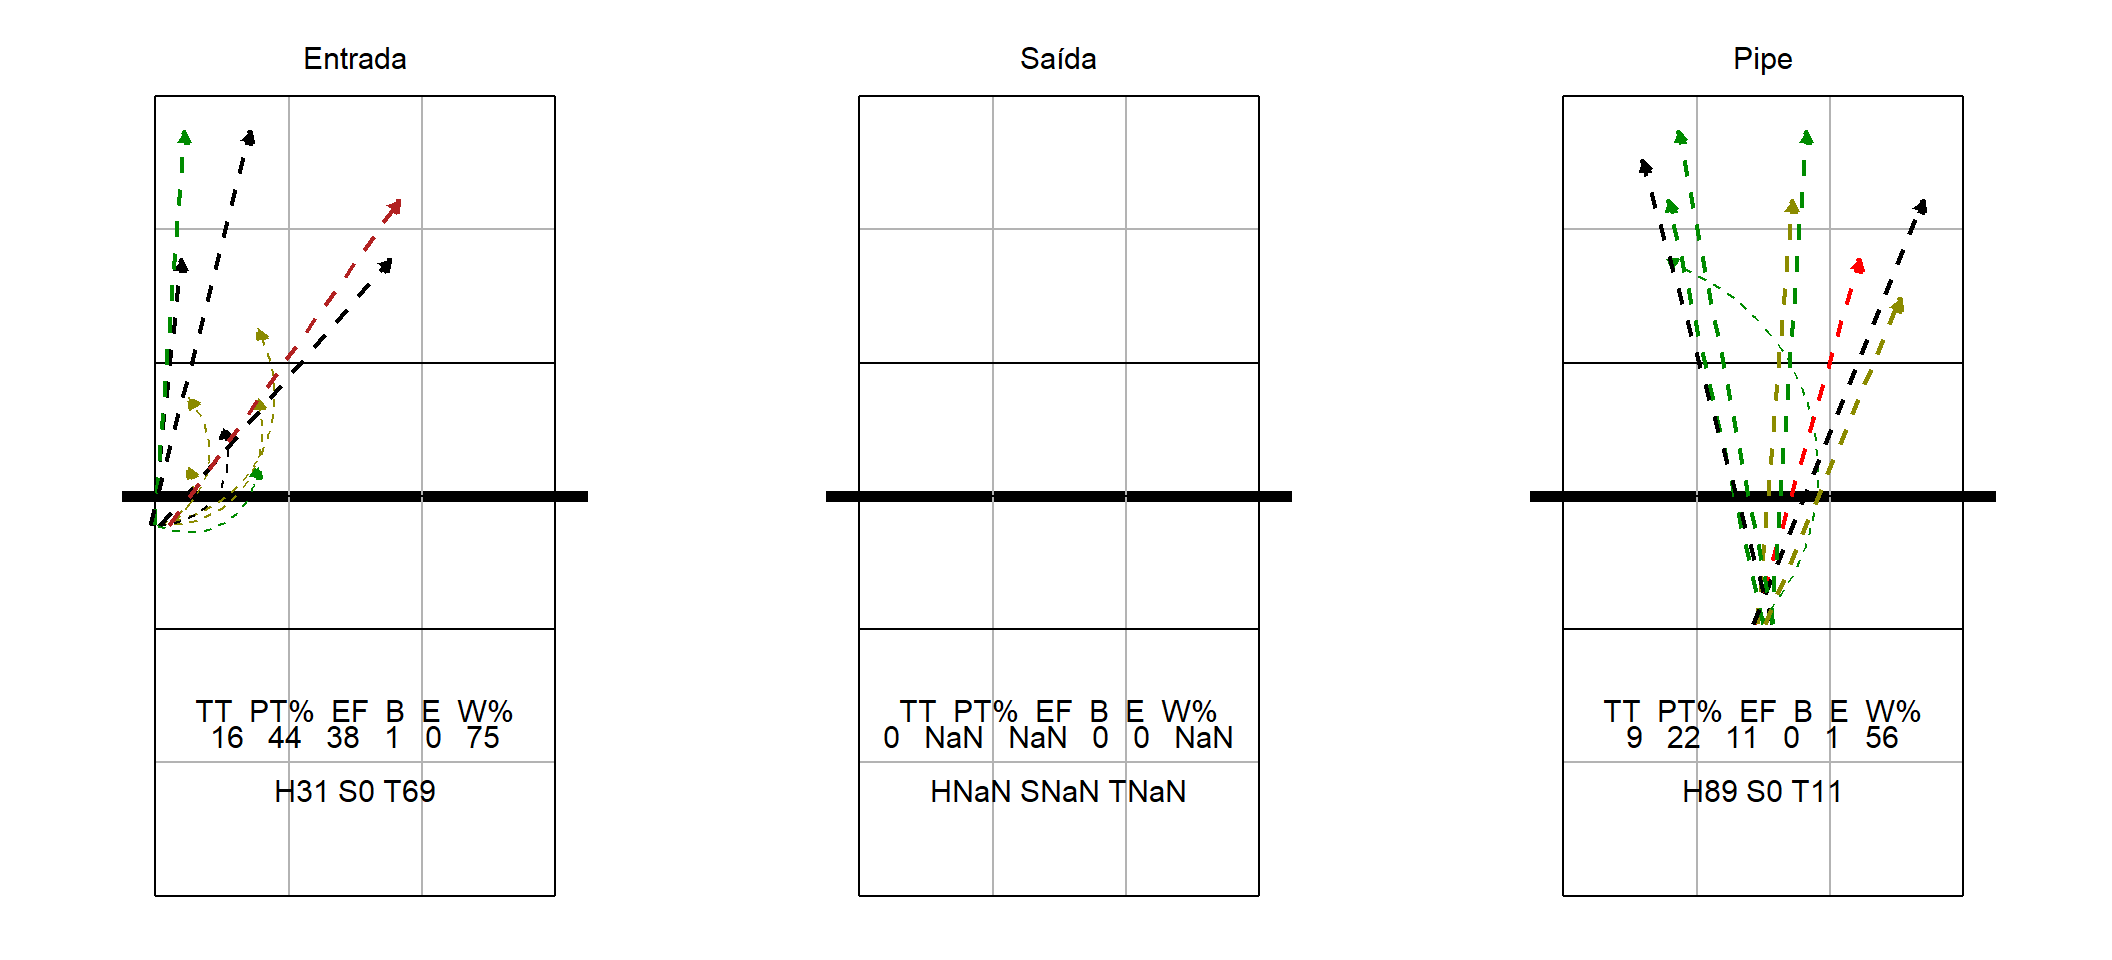 Entrada
TT PT% EF B E W%
16 44 38 1 0 75
H31 S0 T69
Saída
TT PT% EF B E W%
0 NaN NaN 0 0 NaN
HNaN SNaN TNaN
Pipe
TT PT% EF B E W%
9 22 11 0 1 56
H89 S0 T11